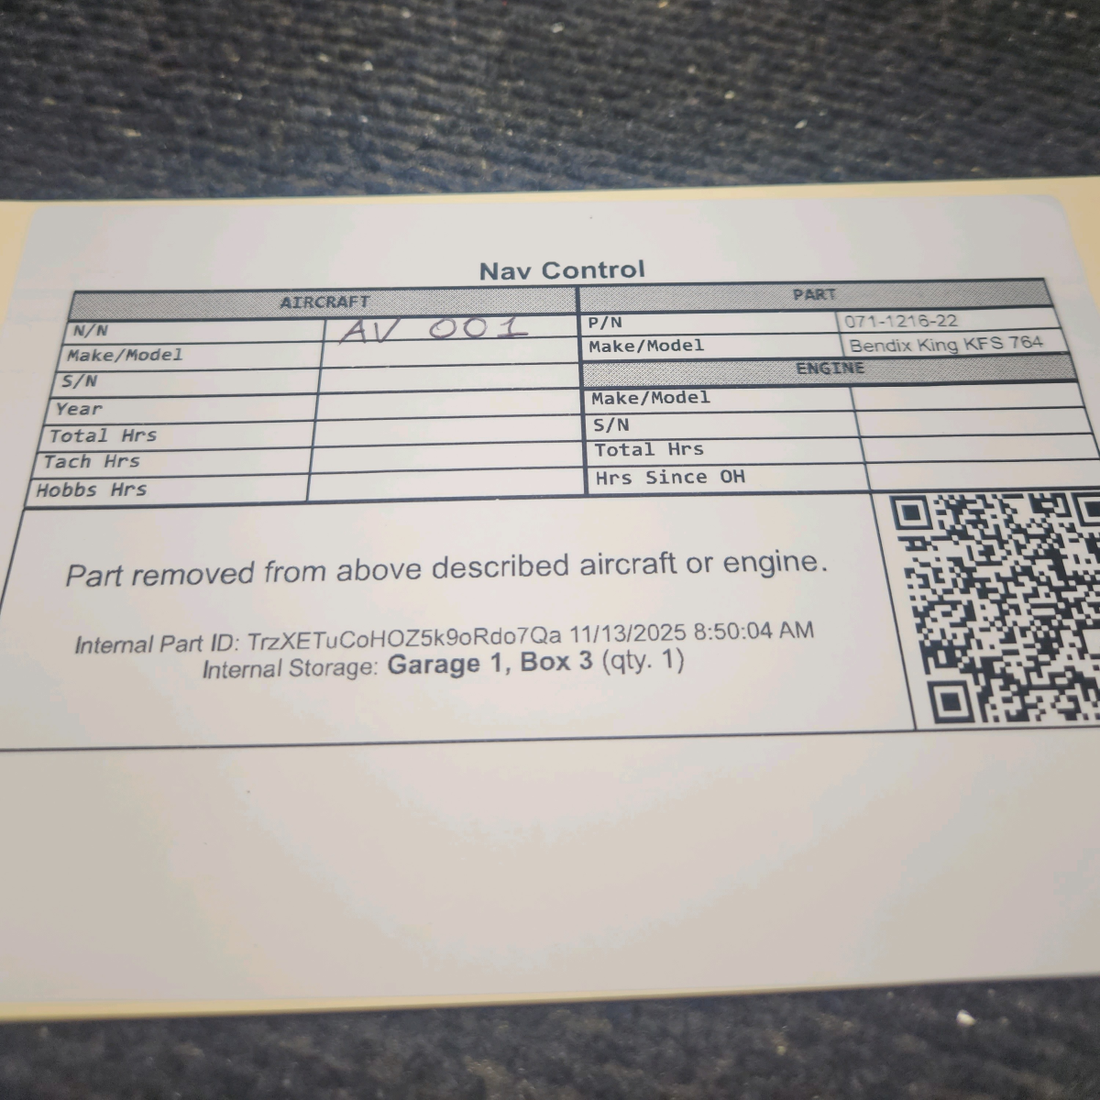 Nav Control
AIRCRAFT
N/N AV 001
Make/Model
S/N
Year
Total Hrs
Tach Hrs
Hobbs Hrs
PART
P/N 071-1216-22
Make/Model Bendix King KFS 764
ENGINE
Make/Model
S/N
Total Hrs
Hrs Since OH
Part removed from above described aircraft or engine.
Internal Part ID: TrzXETuCoHOZ5k9oRdo7Qa 11/13/2025 8:50:04 AM
Internal Storage: Garage 1, Box 3 (qty. 1)